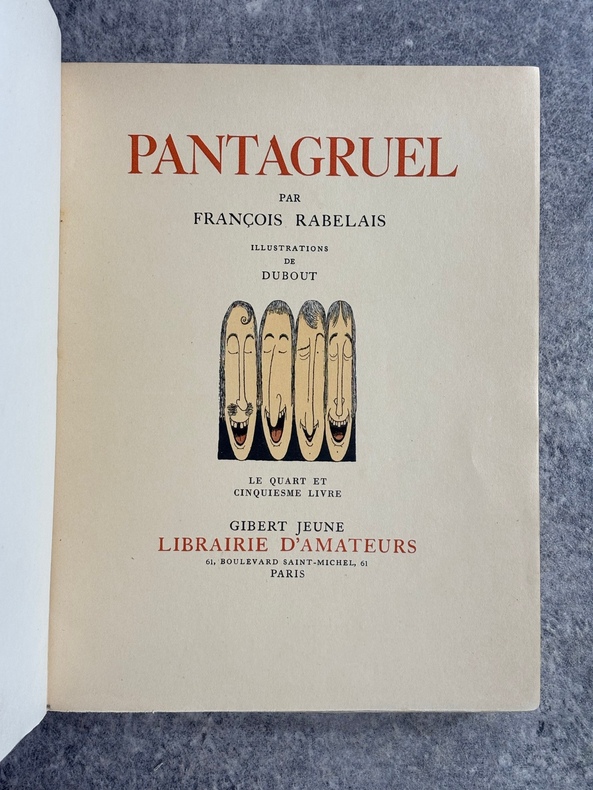 PANTAGRUEL
PAR
FRANÇOIS RABELAIS
ILLUSTRATIONS
DE
DUBOUT
LE QUART ET
CINQUIESME LIVRE
GIBERT JEUNE
LIBRAIRIE D'AMATEURS
61, BOULEVARD SAINT-MICHEL, 61
PARIS